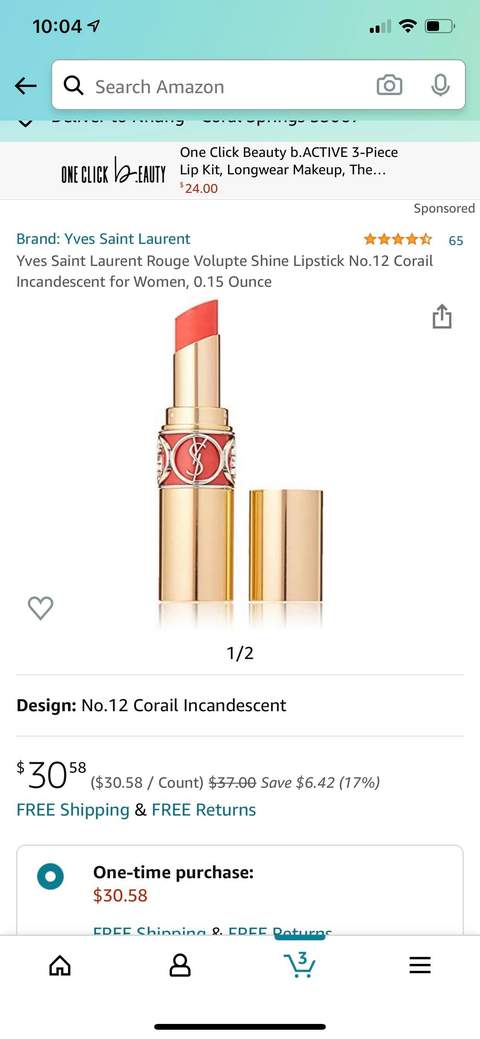 10:04
Search Amazon
ONE CLICK b.EAUTY
One Click Beauty b.ACTIVE 3-Piece
Lip Kit, Longwear Makeup, The...
$24.00
Sponsored
Brand: Yves Saint Laurent
65
Yves Saint Laurent Rouge Volupte Shine Lipstick No.12 Corail
Incandescent for Women, 0.15 Ounce
1/2
Design: No.12 Corail Incandescent
$30.58 ($30.58 / Count) $37.00 Save $6.42 (17%)
FREE Shipping & FREE Returns
One-time purchase:
$30.58
FREE Shipping & FREE Returns
3